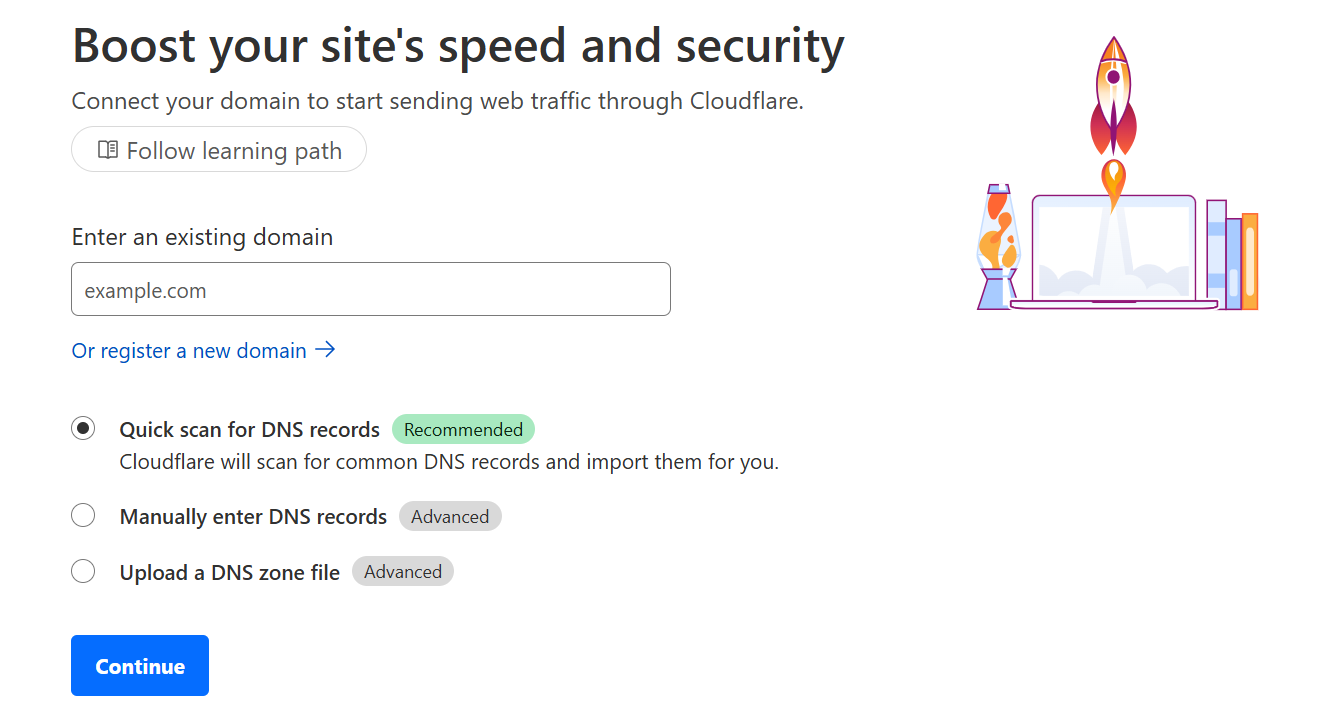 Boost your site's speed and security
Connect your domain to start sending web traffic through Cloudflare.
Follow learning path
Enter an existing domain
example.com
Or register a new domain →
Quick scan for DNS records Recommended
Cloudflare will scan for common DNS records and import them for you.
Manually enter DNS records Advanced
Upload a DNS zone file Advanced
Continue